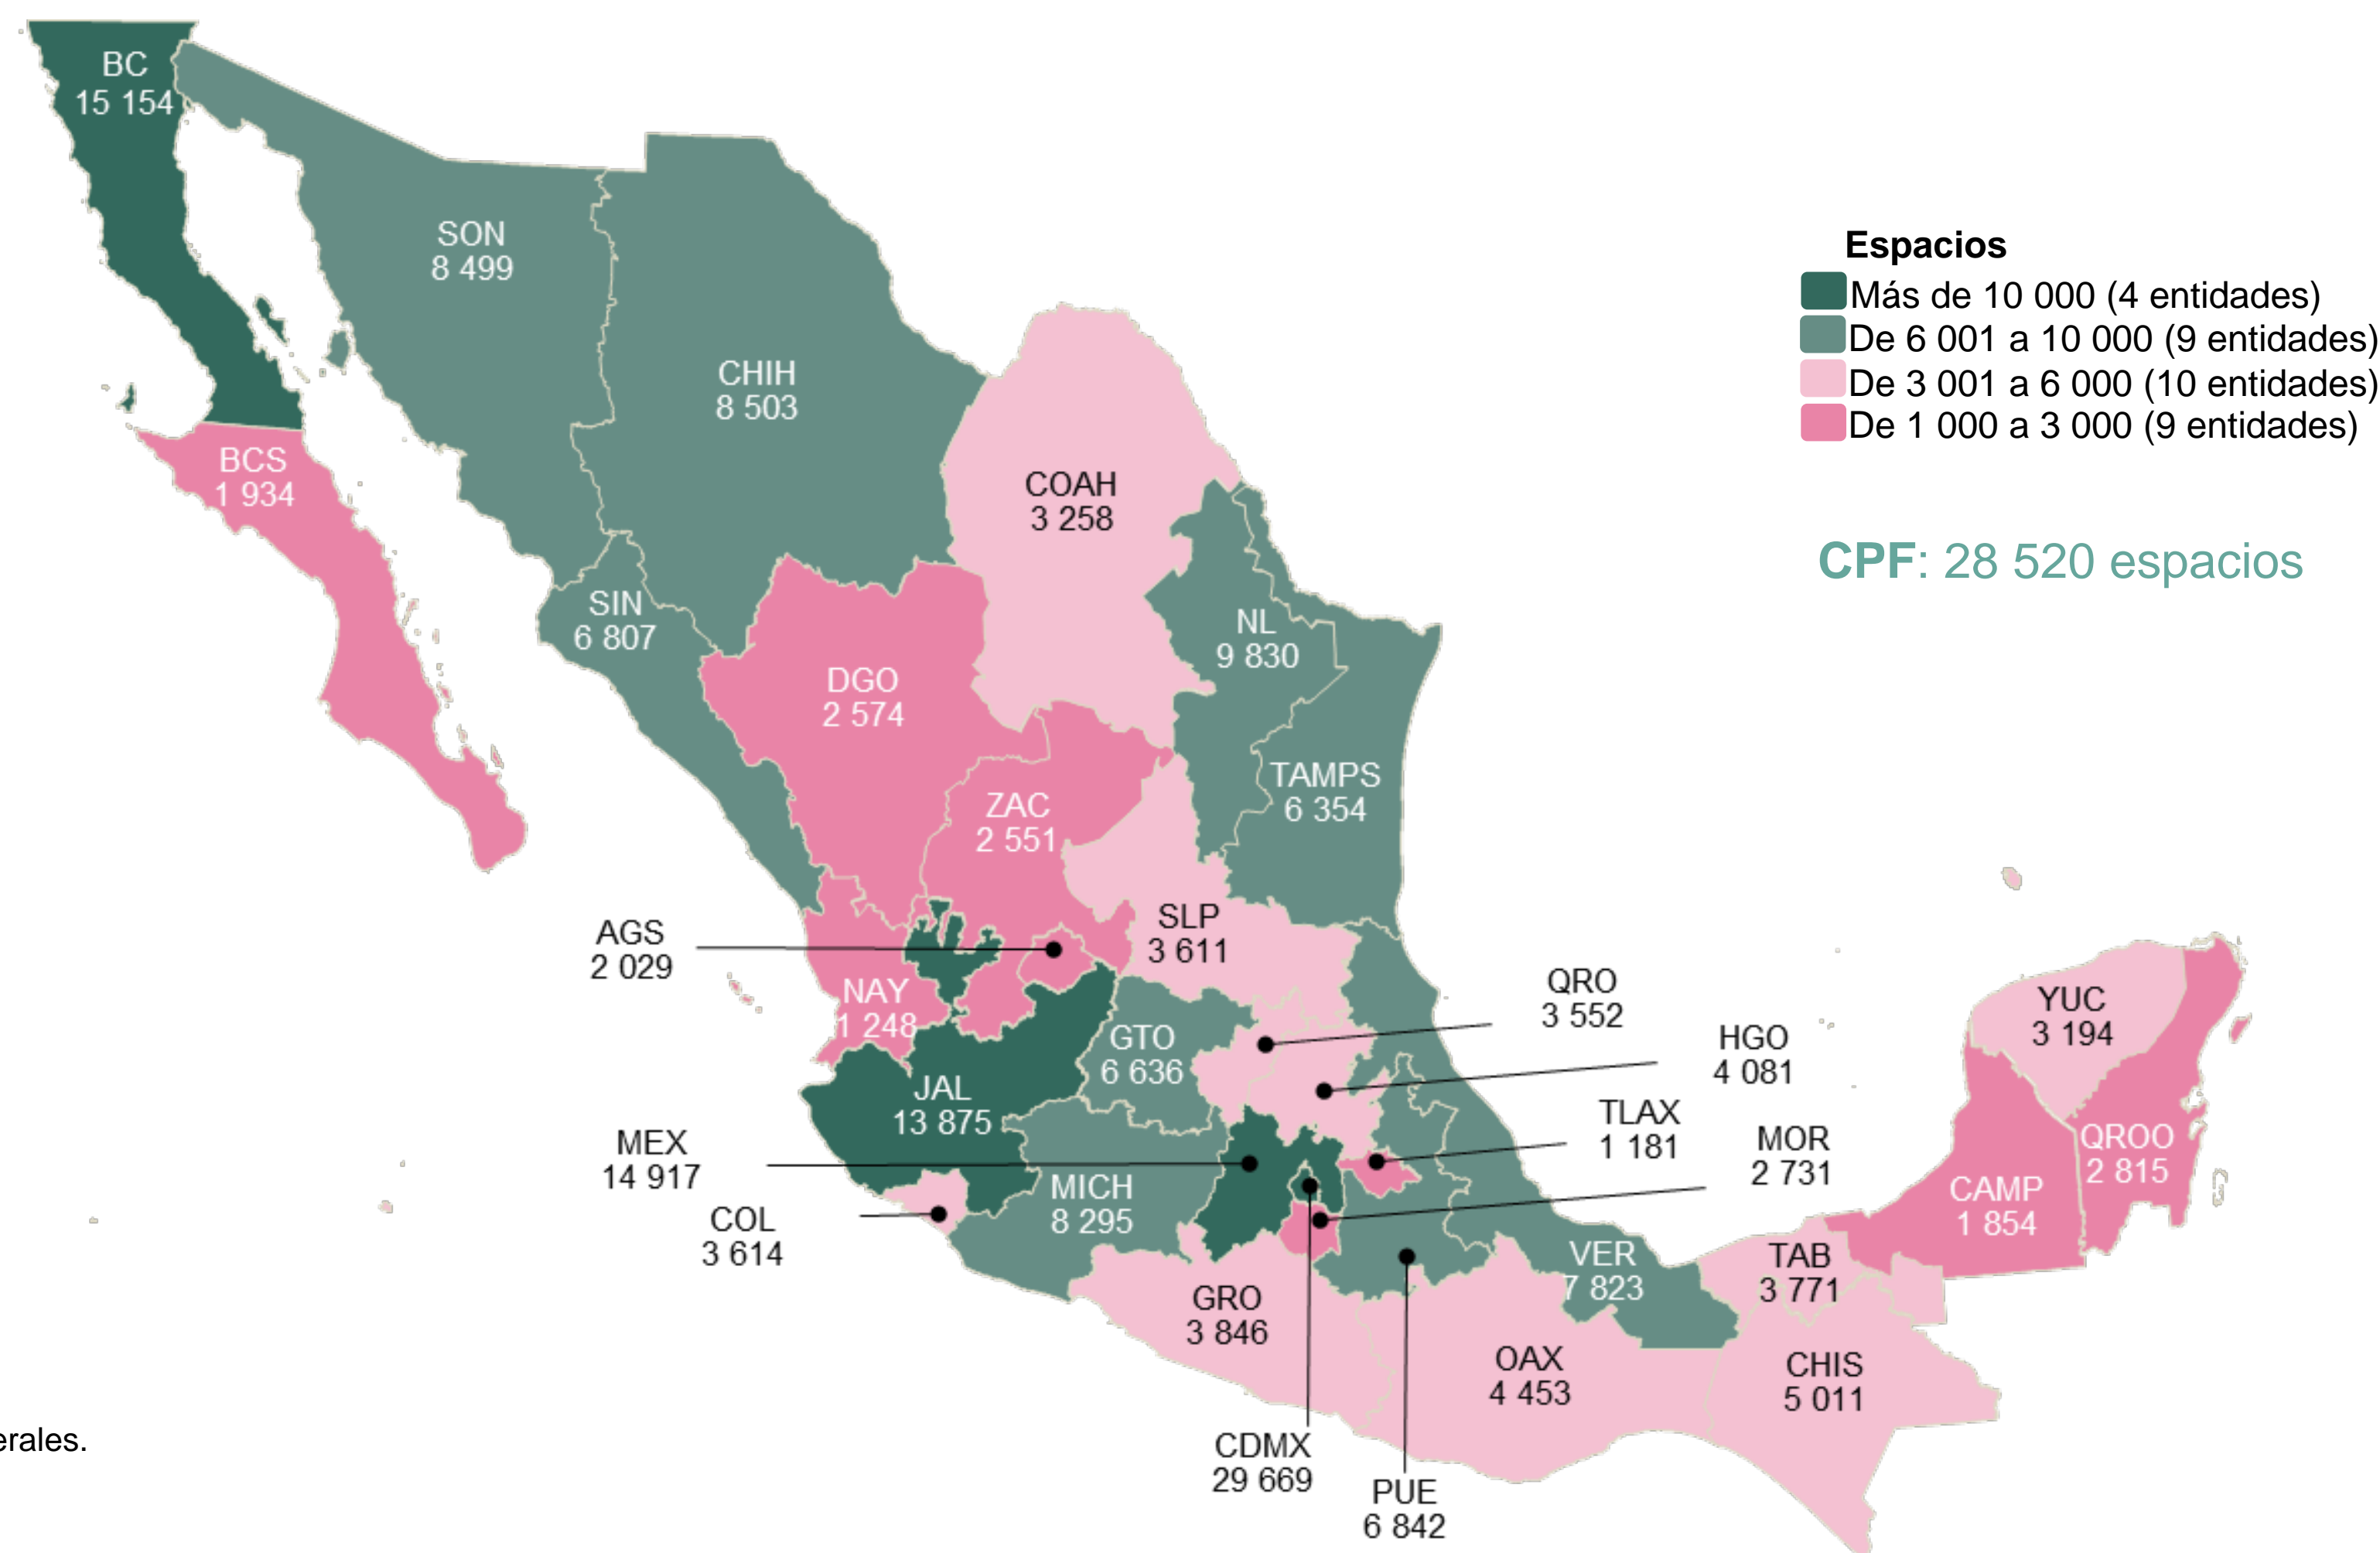 BC
15 154
SON
8 499
CHIH
8 503
BCS
1 934
COAH
3 258
SIN
6 807
NL
9 830
DGO
2 574
TAMPS
6 354
ZAC
2 551
AGS
2 029
SLP
3 611
NAY
1 248
QRO
3 552
GTO
6 636
HGO
4 081
JAL
13 875
TLAX
1 181
MEX
14 917
MOR
2 731
COL
3 614
MICH
8 295
YUC
3 194
QROO
2 815
CAMP
1 854
VER
7 823
TAB
3 771
GRO
3 846
OAX
4 453
CHIS
5 011
CDMX
29 669
PUE
6 842
Espacios
Más de 10 000 (4 entidades)
De 6 001 a 10 000 (9 entidades)
De 3 001 a 6 000 (10 entidades)
De 1 000 a 3 000 (9 entidades)
CPF: 28 520 espacios
erales.